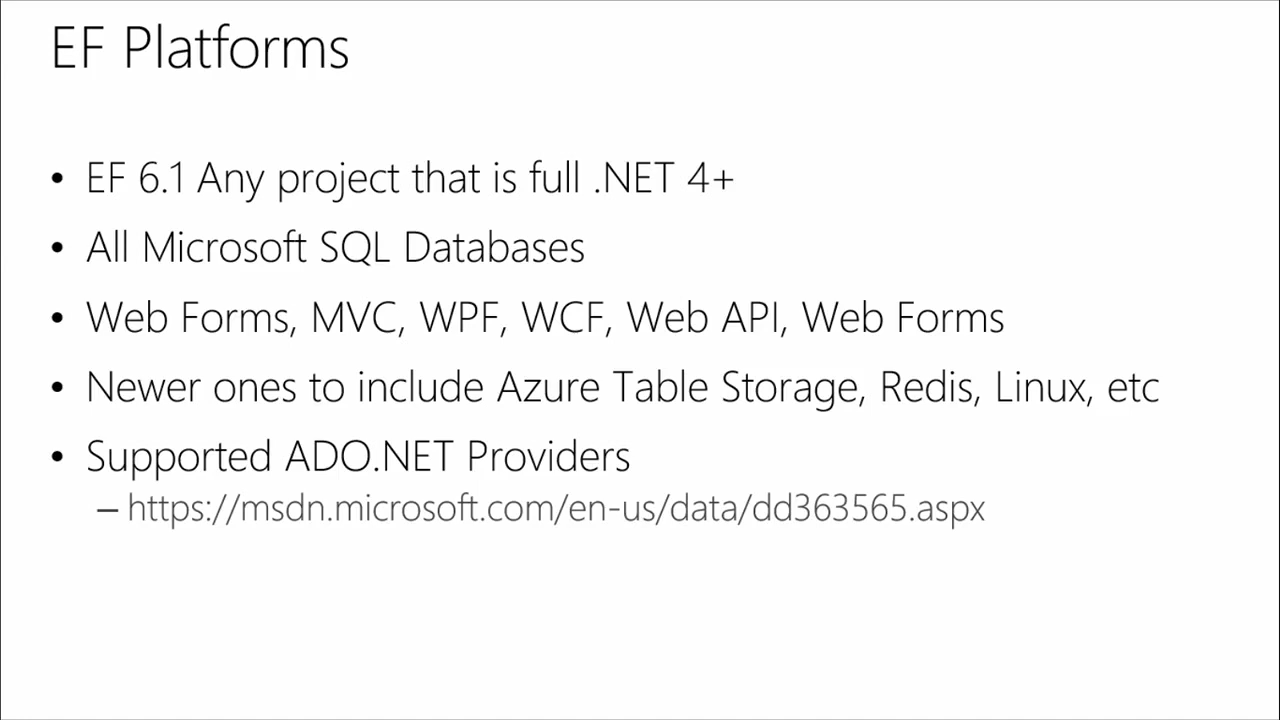 EF Platforms
• EF 6.1 Any project that is full .NET 4+
• All Microsoft SQL Databases
• Web Forms, MVC, WPF, WCF, Web API, Web Forms
• Newer ones to include Azure Table Storage, Redis, Linux, etc
• Supported ADO.NET Providers
– https://msdn.microsoft.com/en-us/data/dd363565.aspx